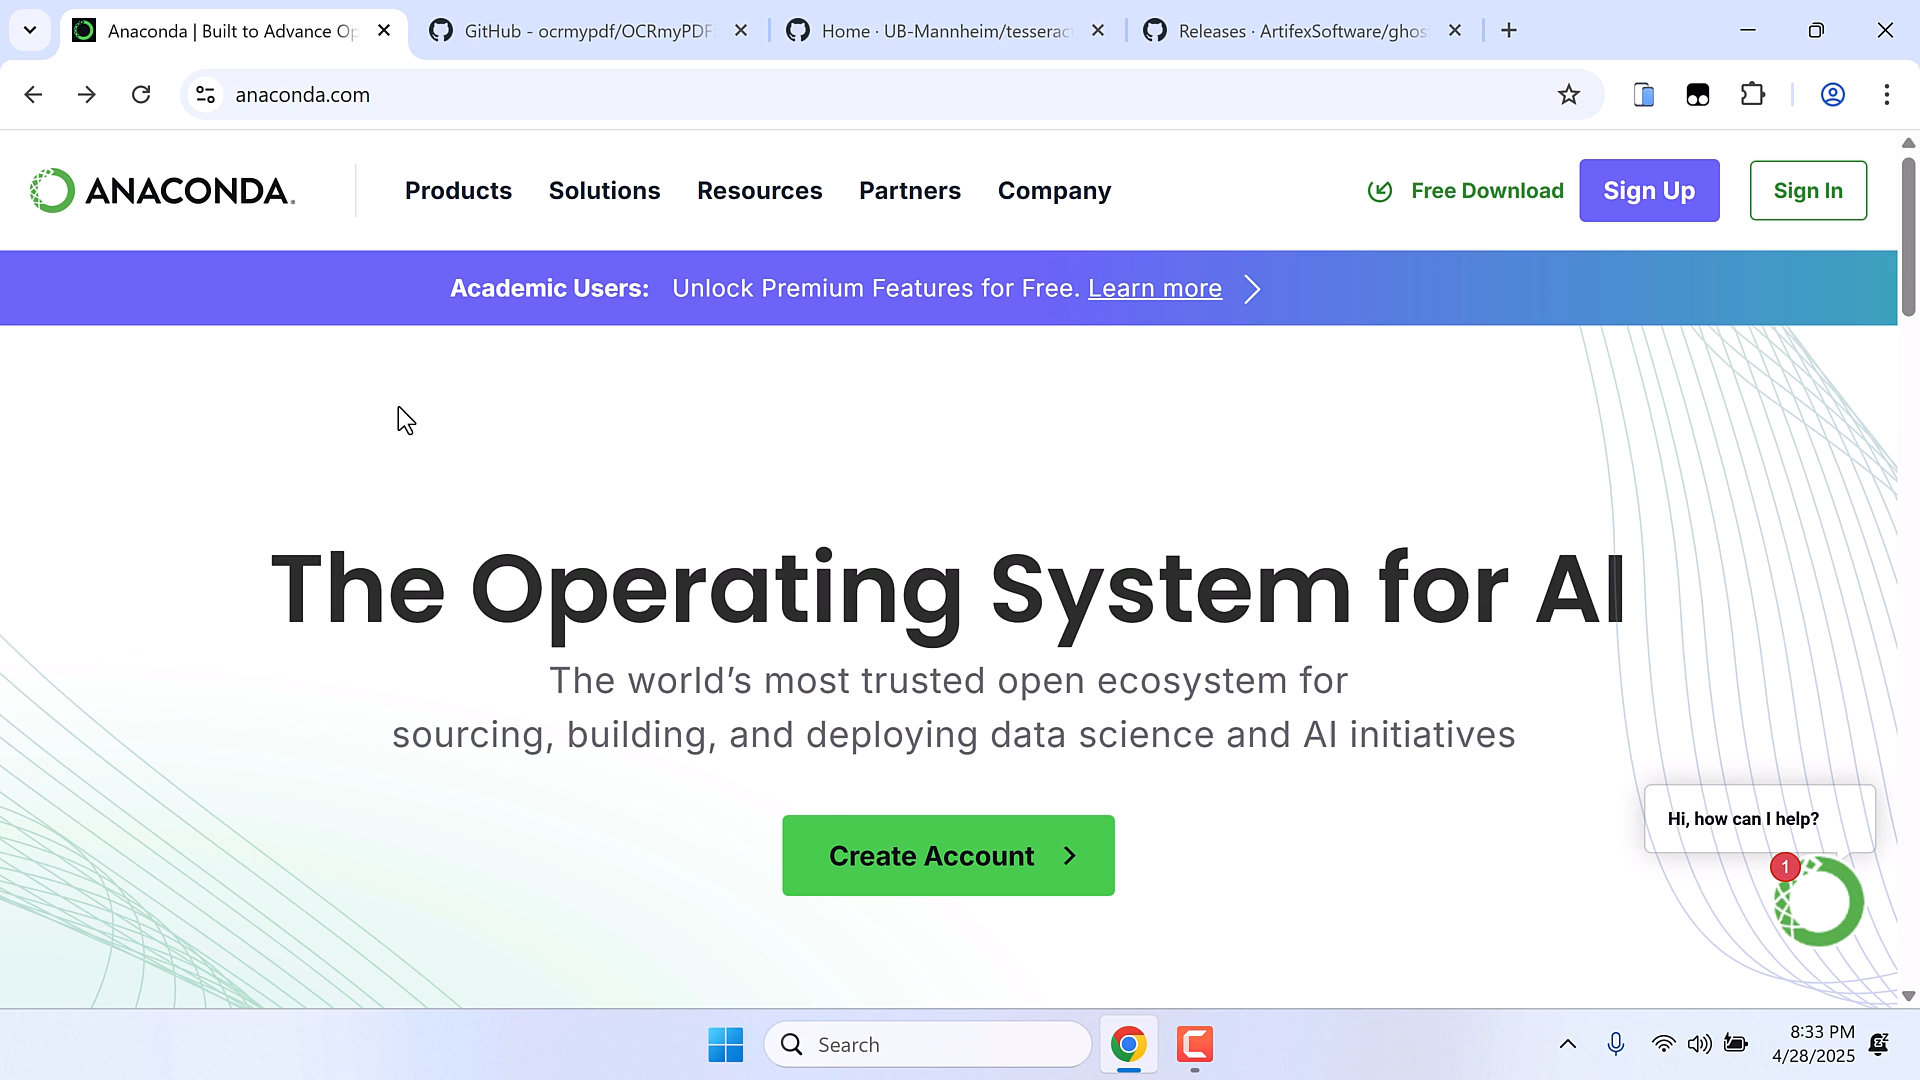 Anaconda | Built to Advance Op
GitHub - ocrmypdf/OCRmyPDF:
Home · UB-Mannheim/tesserac
Releases · ArtifexSoftware/ghos
anaconda.com
ANACONDA.
Products
Solutions
Resources
Partners
Company
Free Download
Sign Up
Sign In
Academic Users: Unlock Premium Features for Free. Learn more
The Operating System for AI
The world’s most trusted open ecosystem for
sourcing, building, and deploying data science and AI initiatives
Create Account
Hi, how can I help?
1
Search
8:33 PM
4/28/2025